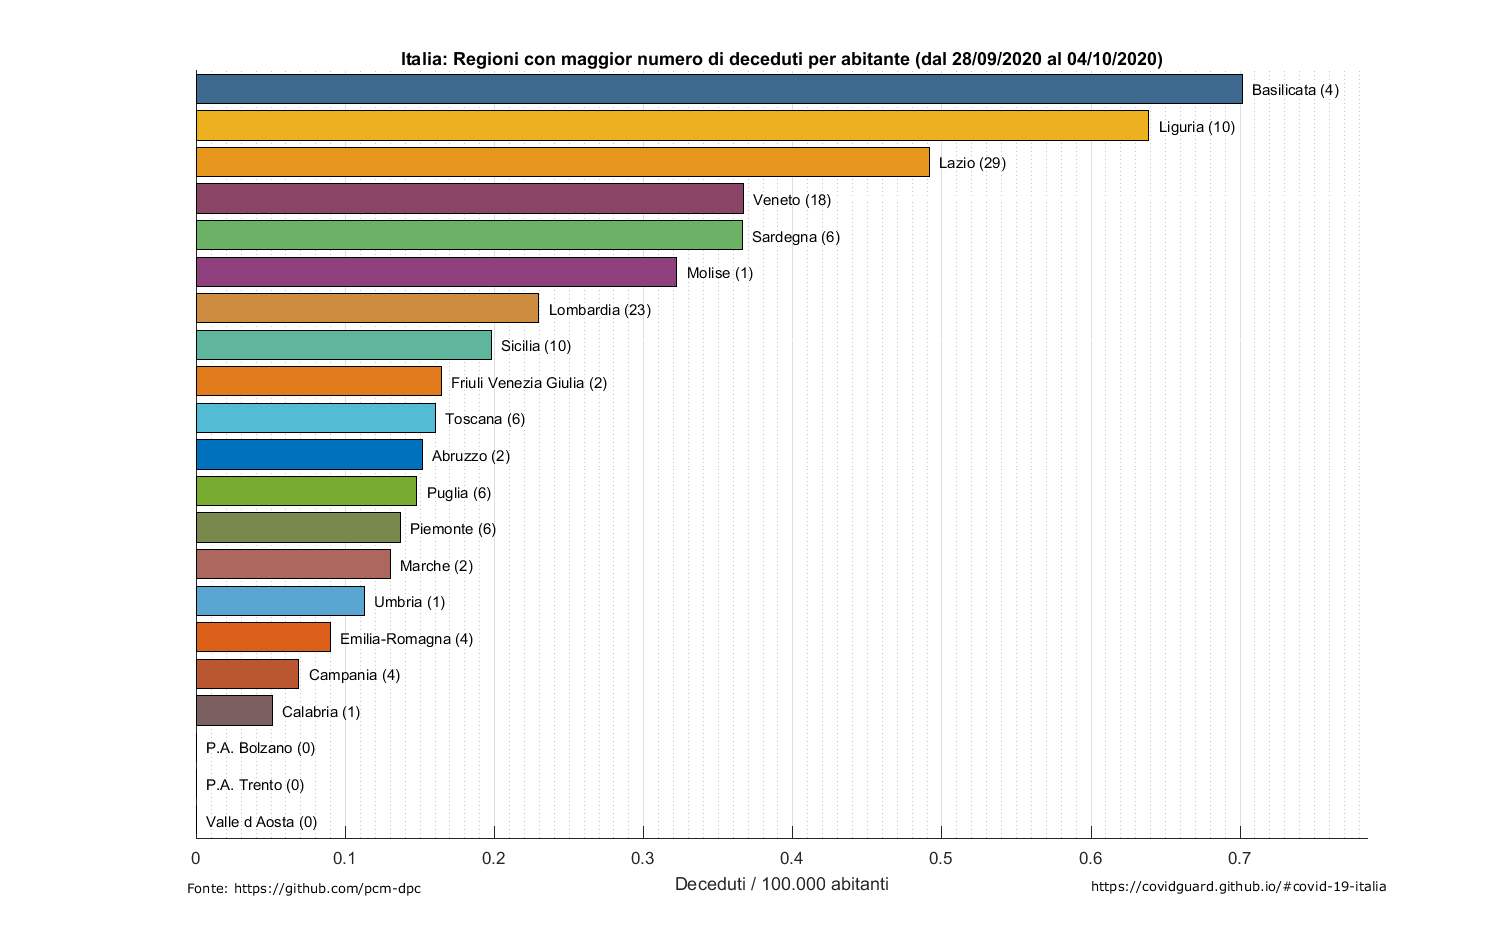 Italia: Regioni con maggior numero di deceduti per abitante (dal 28/09/2020 al 04/10/2020)
Basilicata (4)
Liguria (10)
Lazio (29)
Veneto (18)
Sardegna (6)
Molise (1)
Lombardia (23)
Sicilia (10)
Friuli Venezia Giulia (2)
Toscana (6)
Abruzzo (2)
Puglia (6)
Piemonte (6)
Marche (2)
Umbria (1)
Emilia-Romagna (4)
Campania (4)
Calabria (1)
P.A. Bolzano (0)
P.A. Trento (0)
Valle d Aosta (0)
0 0.1 0.2 0.3 0.4 0.5 0.6 0.7
Deceduti / 100.000 abitanti
Fonte: https://github.com/pcm-dpc
https://covidguard.github.io/#covid-19-italia